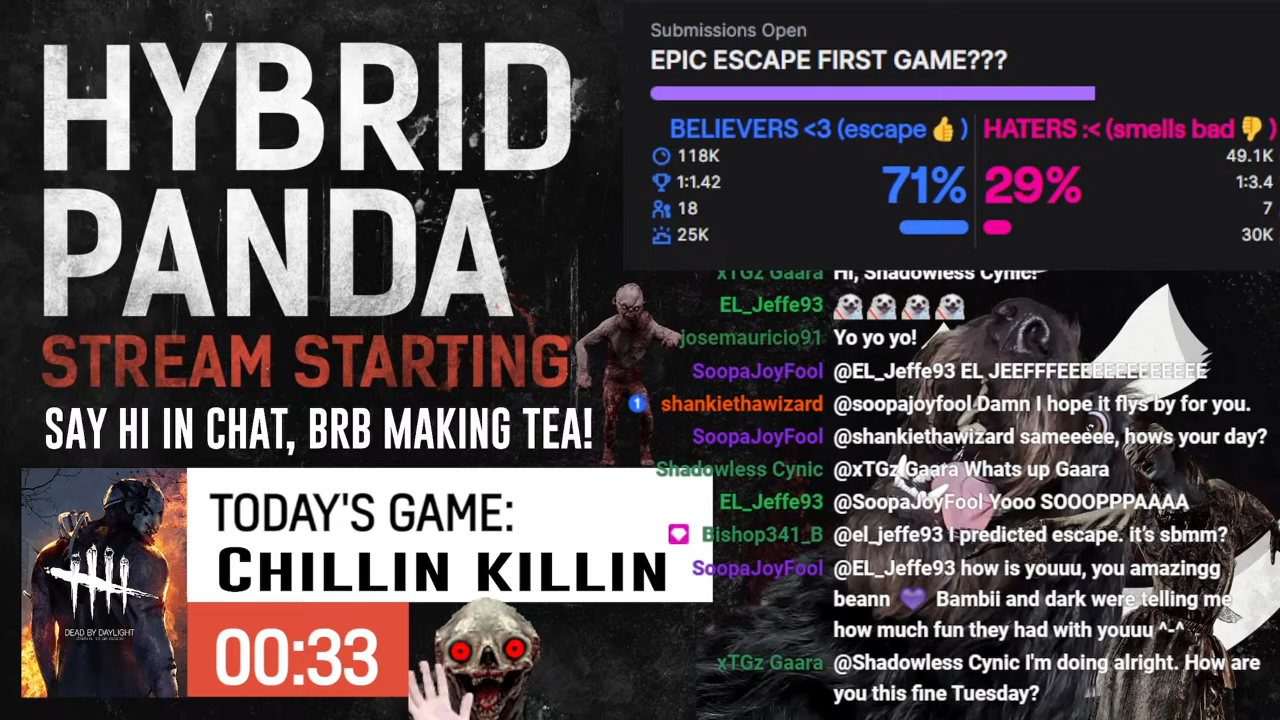 HYBRID
PANDA
STREAM STARTING
SAY HI IN CHAT, BRB MAKING TEA!
DEAD BY DAYLIGHT
TODAY'S GAME:
CHILLIN KILLIN
00:33
Submissions Open
EPIC ESCAPE FIRST GAME???
BELIEVERS <3 (escape 👍)
118K
1:1.42
18
25K
71%
HATERS :< (smells bad 👎)
29%
49.1K
1:3.4
7
30K
xTGz Gaara Hi, Shadowless Cynic!
EL_Jeffe93
josemauricio91 Yo yo yo!
SoopaJoyFool @EL_Jeffe93 EL JEEFFFEEEEEEEEEEEEEEE
1 shankiethawizard @soopajoyfool Damn I hope it flys by for you.
SoopaJoyFool @shankiethawizard sameeeee, hows your day?
Shadowless Cynic @xTGz Gaara Whats up Gaara
EL_Jeffe93 @SoopaJoyFool Yooo SOOOPPPAAAA
Bishop341_B @el_jeffe93 I predicted escape. it's sbmm?
SoopaJoyFool @EL_Jeffe93 how is youuu, you amazingg
beann 💜 Bambii and dark were telling me
how much fun they had with youuu ^-^
xTGz Gaara @Shadowless Cynic I'm doing alright. How are
you this fine Tuesday?